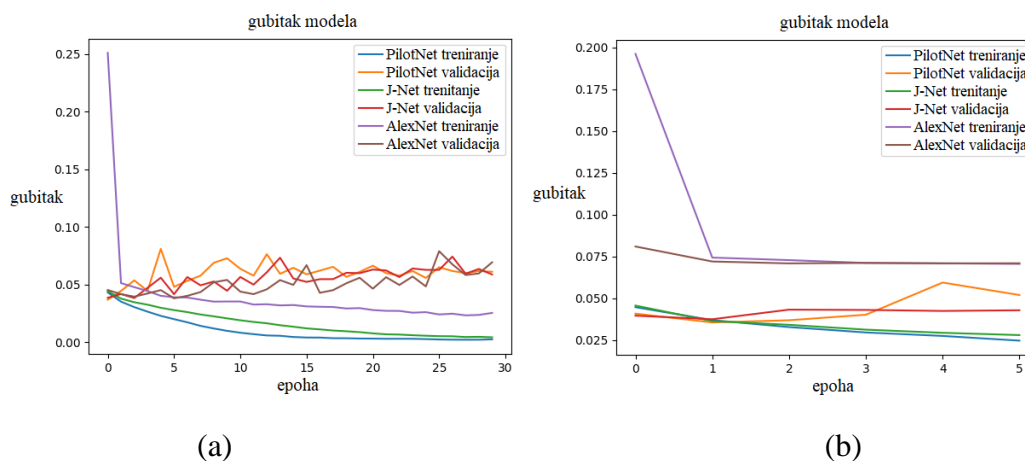 gubitak modela
0.25
0.20
0.15
0.10
0.05
0.00
gubitak
PilotNet treniranje
PilotNet validacija
J-Net trenitanje
J-Net validacija
AlexNet treniranje
AlexNet validacija
0 5 10 15 20 25 30
epoha
(a)
gubitak modela
0.200
0.175
0.150
0.125
0.100
0.075
0.050
0.025
gubitak
PilotNet treniranje
PilotNet validacija
J-Net trenitanje
J-Net validacija
AlexNet treniranje
AlexNet validacija
0 1 2 3 4 5
epoha
(b)